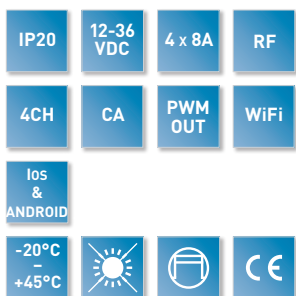 IP20
12-36
VDC
4 x 8A
RF
4CH
CA
PWM
OUT
WiFi
Ios
&
ANDROID
-20°C
–
+45°C
CE